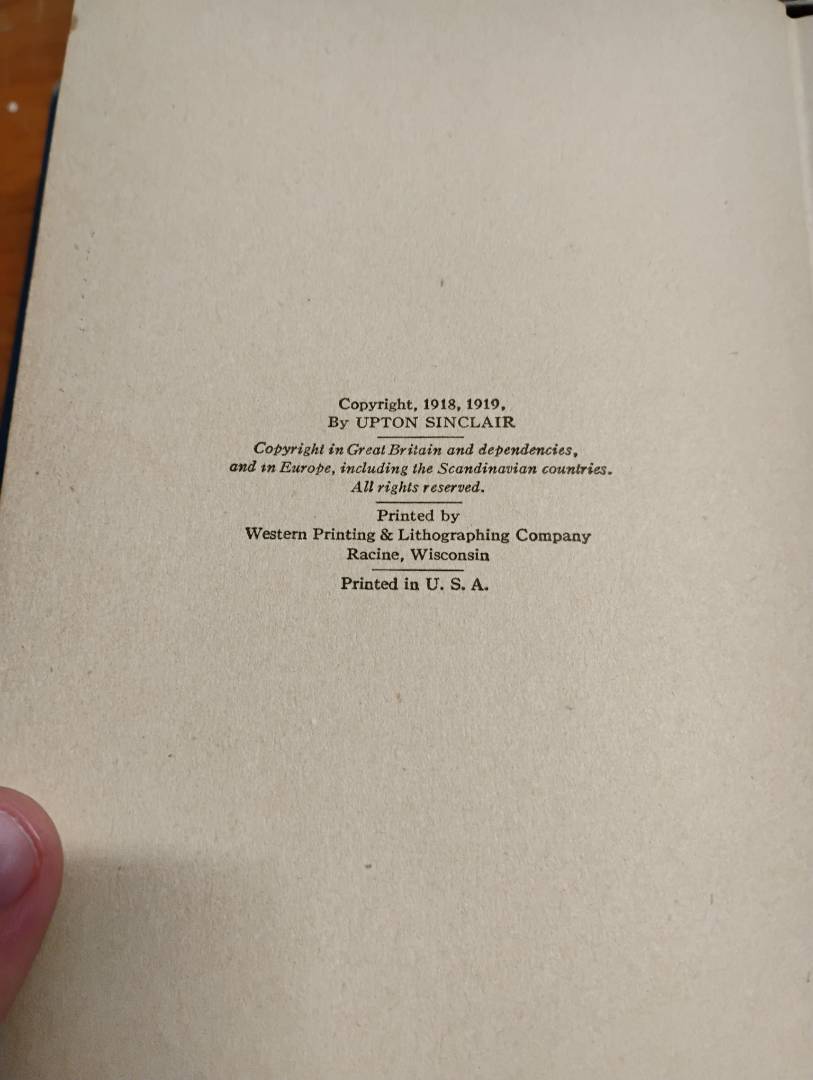 Copyright, 1918, 1919,
By UPTON SINCLAIR
Copyright in Great Britain and dependencies,
and in Europe, including the Scandinavian countries.
All rights reserved.
Printed by
Western Printing & Lithographing Company
Racine, Wisconsin
Printed in U. S. A.